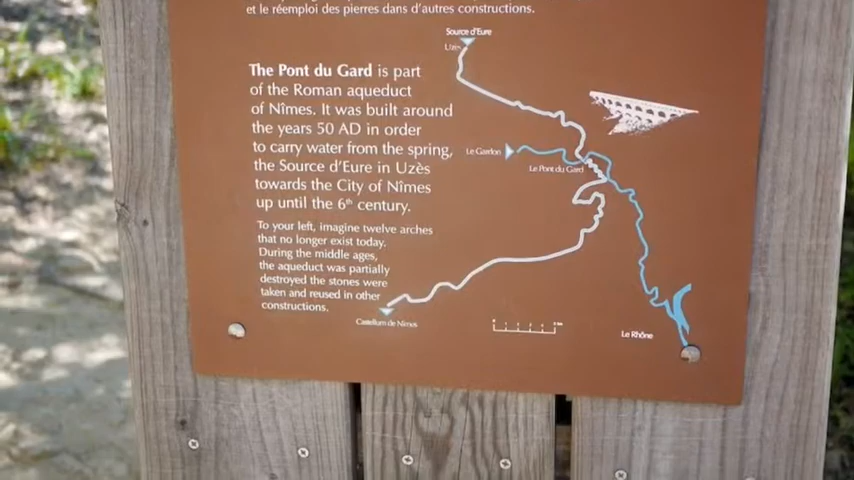 et le réemploi des pierres dans d'autres constructions.
Source d'Eure
Uzès
The Pont du Gard is part
of the Roman aqueduct
of Nîmes. It was built around
the years 50 AD in order
to carry water from the spring,
the Source d'Eure in Uzès
towards the City of Nîmes
up until the 6th century.
Le Gardon
Le Pont du Gard
To your left, imagine twelve arches
that no longer exist today.
During the middle ages,
the aqueduct was partially
destroyed the stones were
taken and reused in other
constructions.
Castellum de Nîmes
Le Rhône